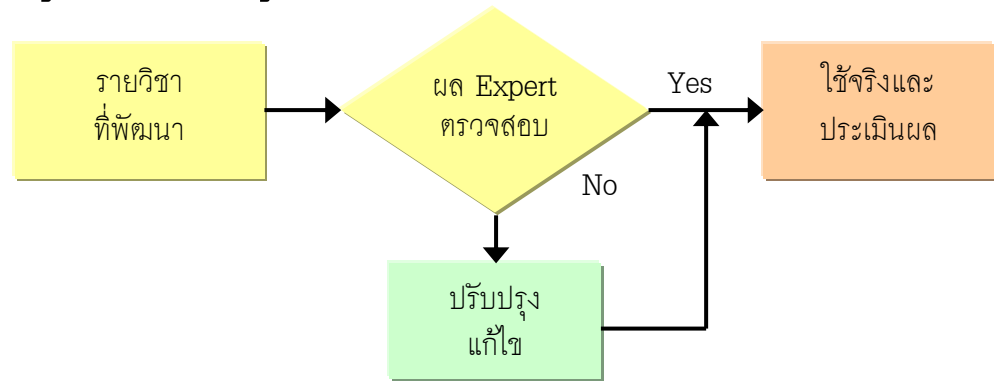 รายวิชา
ที่พัฒนา
ผล Expert
ตรวจสอบ
Yes
ใช้จริงและ
ประเมินผล
No
ปรับปรุง
แก้ไข